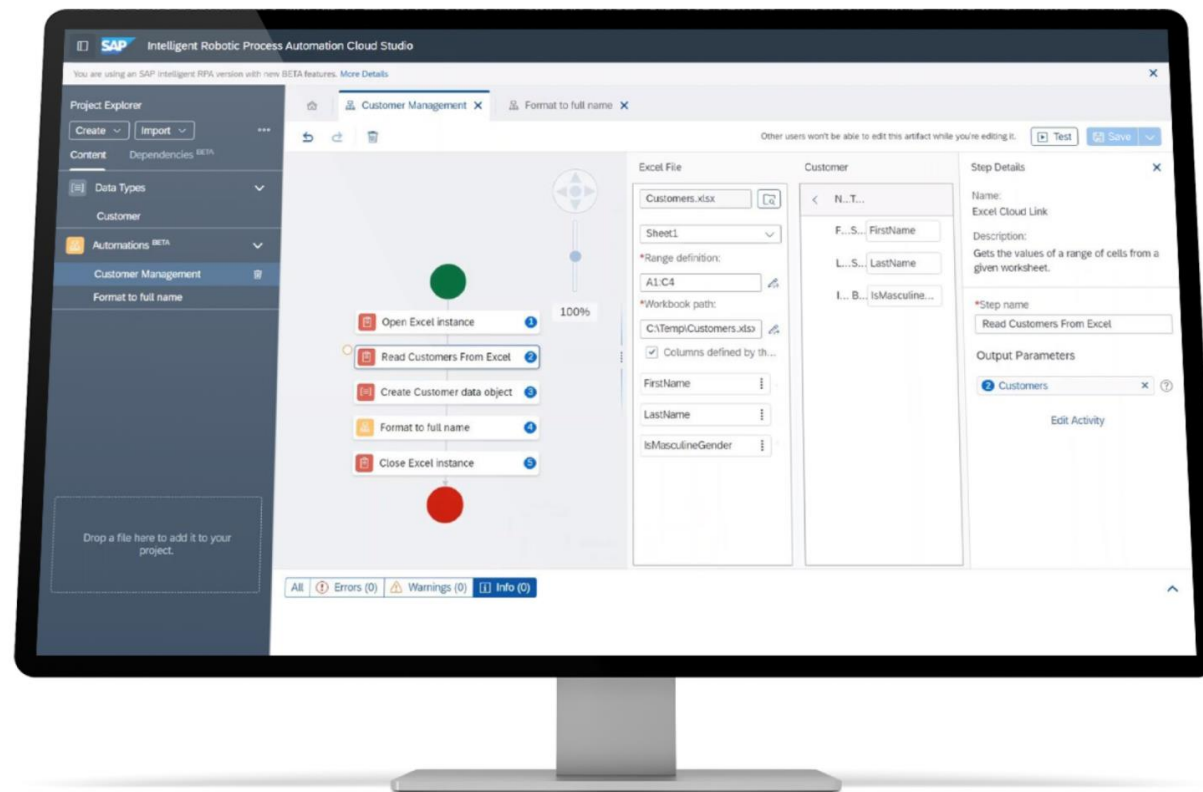 SAP Intelligent Robotic Process Automation Cloud Studio
You are using an SAP Intelligent RPA version with new BETA features. More Details
Project Explorer
Create
Import
Content
Dependencies BETA
Data Types
Customer
Automations BETA
Customer Management
Format to full name
Drop a file here to add it to your
project.
Customer Management
Format to full name
Other users won't be able to edit this artifact while you're editing it.
Test
Save
100%
Open Excel instance 1
Read Customers From Excel 2
Create Customer data object 3
Format to full name 4
Close Excel instance 5
Excel File
Customers.xlsx
Sheet1
*Range definition:
A1:C4
*Workbook path:
C:\Temp\Customers.xlsx
Columns defined by th...
FirstName
LastName
IsMasculineGender
Customer
N...T...
F...S... FirstName
L...S... LastName
I... B... IsMasculine...
Step Details
Name:
Excel Cloud Link
Description:
Gets the values of a range of cells from a
given worksheet.
*Step name
Read Customers From Excel
Output Parameters
2 Customers
Edit Activity
All
Errors (0)
Warnings (0)
Info (0)